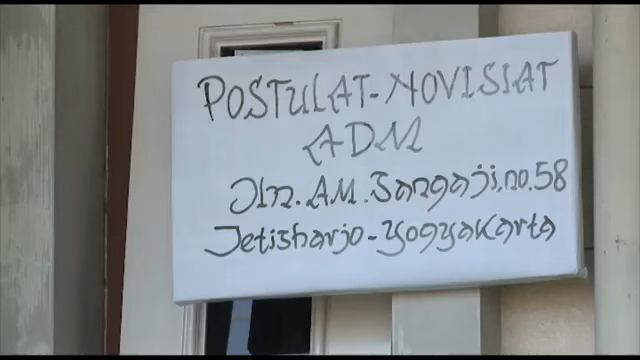 POSTULAT-NOVISIAT
ADM
Jln. AM. Sangaji, no. 58
Jetisharjo - Yogyakarta